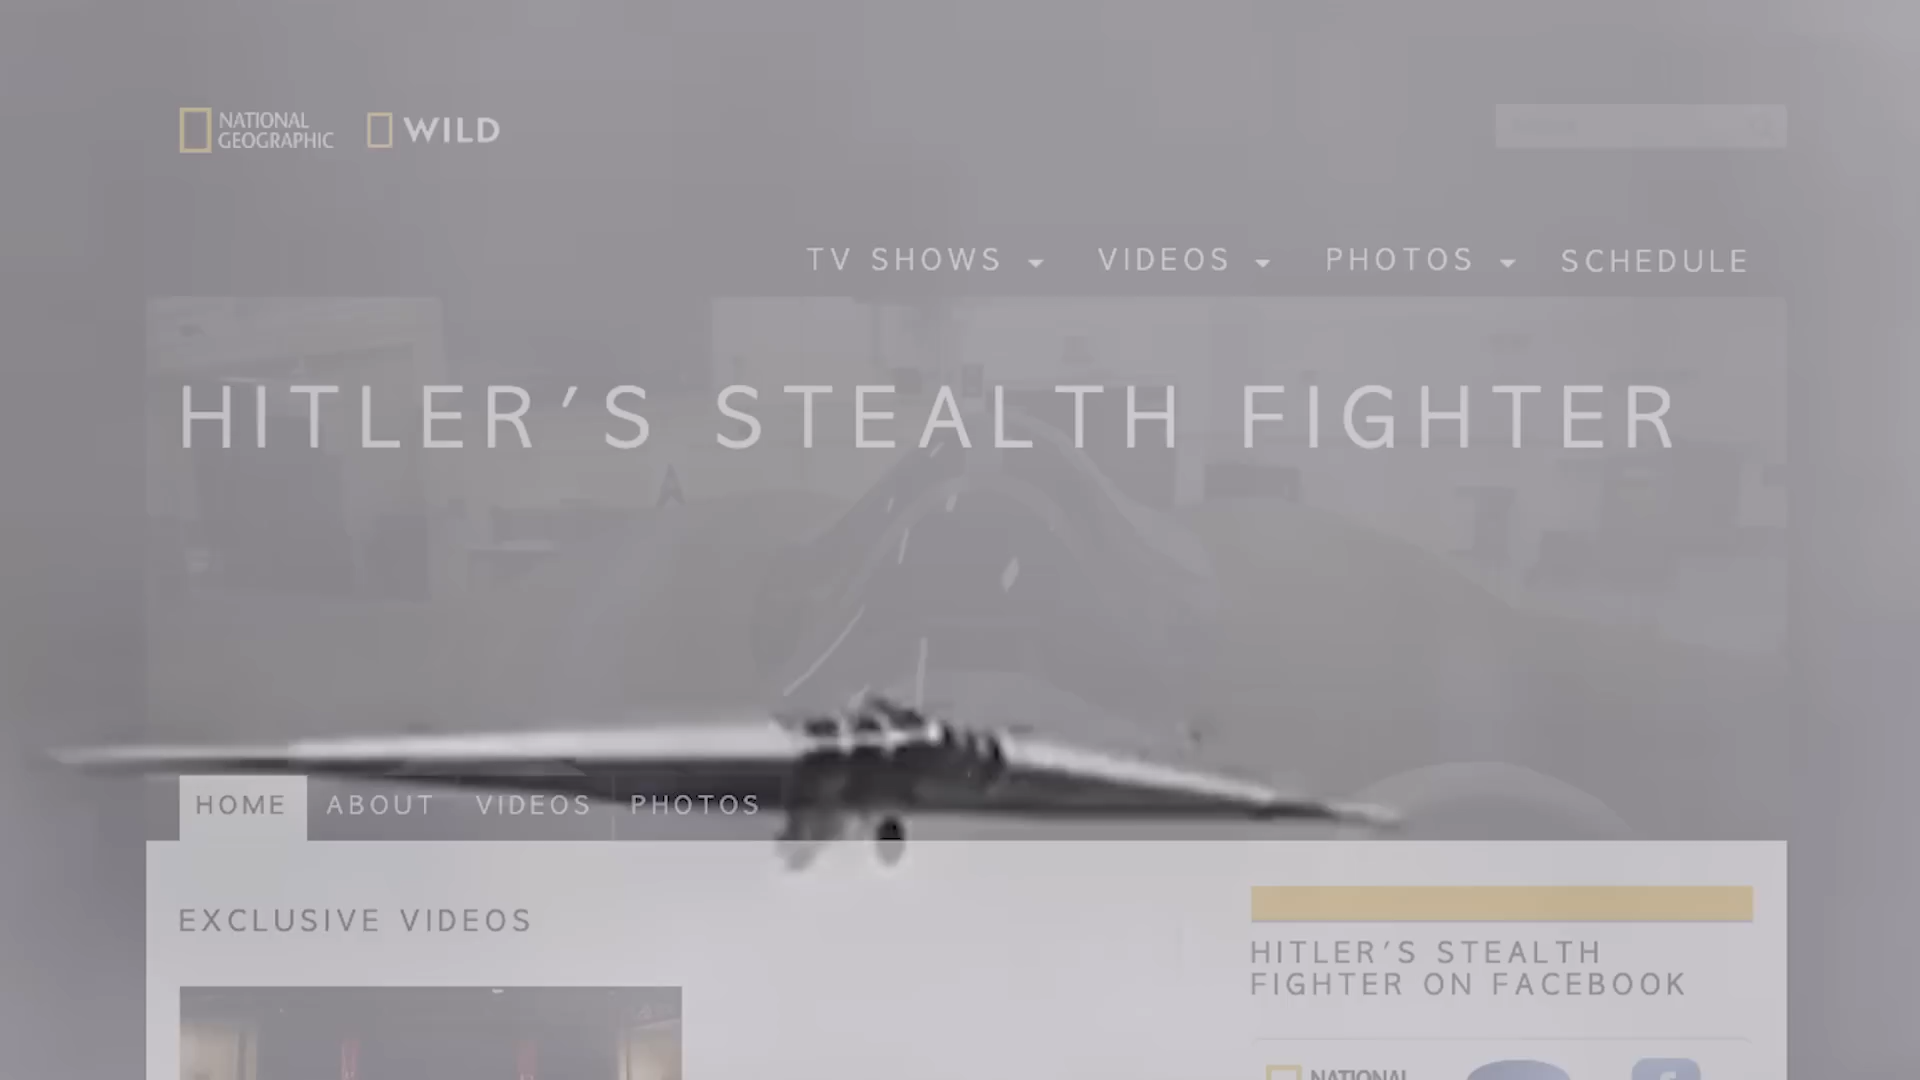 NATIONAL
GEOGRAPHIC
WILD
TV SHOWS
VIDEOS
PHOTOS
SCHEDULE
HITLER'S STEALTH FIGHTER
HOME
ABOUT
VIDEOS
PHOTOS
EXCLUSIVE VIDEOS
HITLER'S STEALTH
FIGHTER ON FACEBOOK
NATIONAL